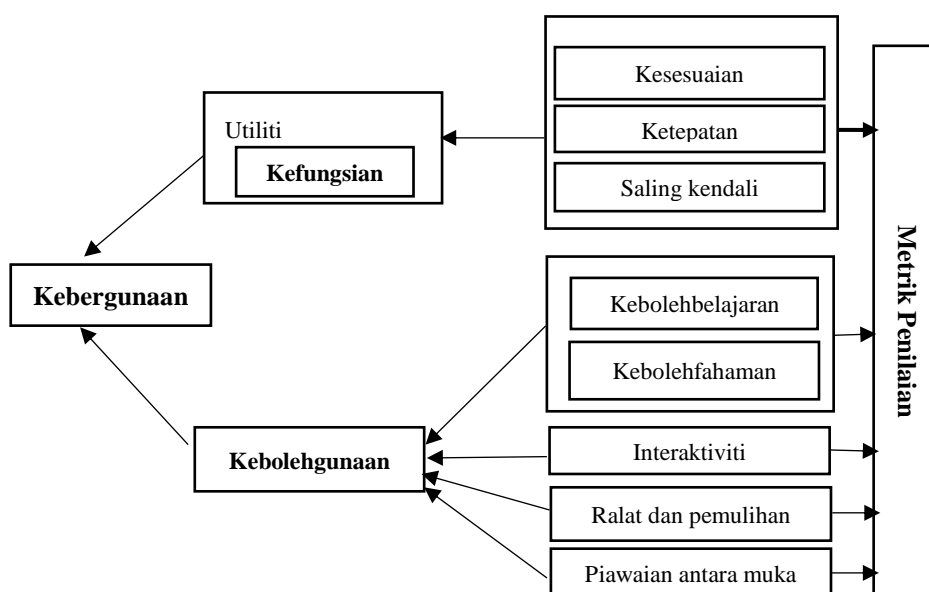 Kesesuaian
Utiliti
Ketepatan
Kefungsian
Saling kendali
Kebergunaan
Kebolehbelajaran
Kebolehfahaman
Kebolehgunaan
Interaktiviti
Ralat dan pemulihan
Piawaian antara muka
Metrik Penilaian